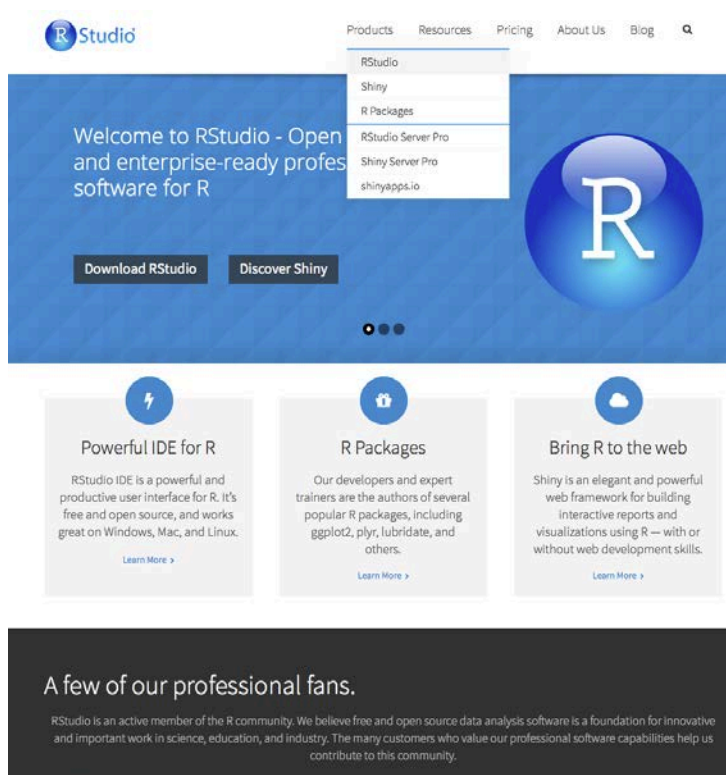 R Studio
Products Resources Pricing About Us Blog
RStudio
Shiny
R Packages
RStudio Server Pro
Shiny Server Pro
shinyapps.io
Welcome to RStudio - Open
and enterprise-ready profes
software for R
R
Download RStudio Discover Shiny
Powerful IDE for R
RStudio IDE is a powerful and
productive user interface for R. It's
free and open source, and works
great on Windows, Mac, and Linux.
Learn More >
R Packages
Our developers and expert
trainers are the authors of several
popular R packages, including
ggplot2, plyr, lubridate, and
others.
Learn More >
Bring R to the web
Shiny is an elegant and powerful
web framework for building
interactive reports and
visualizations using R — with or
without web development skills.
Learn More >
A few of our professional fans.
RStudio is an active member of the R community. We believe free and open source data analysis software is a foundation for innovative
and important work in science, education, and industry. The many customers who value our professional software capabilities help us
contribute to this community.